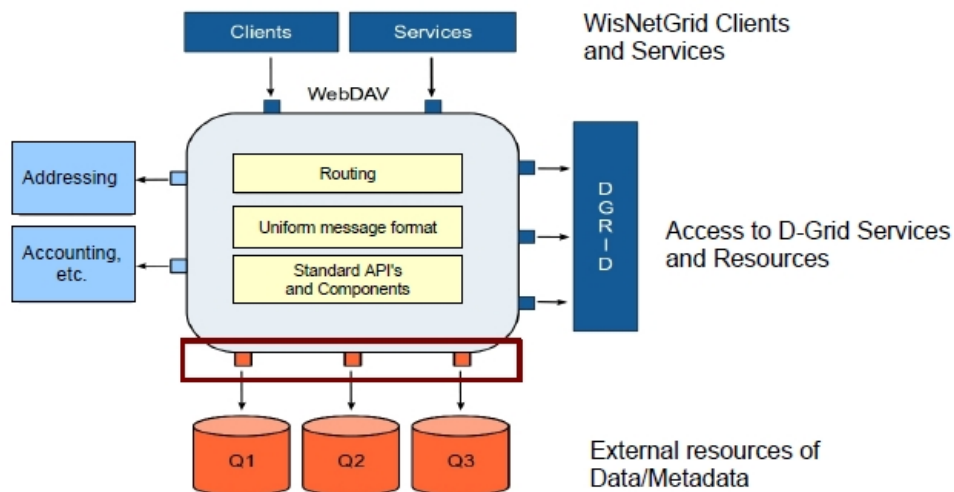 Clients
Services
WisNetGrid Clients
and Services
WebDAV
Addressing
Accounting,
etc.
Routing
Uniform message format
Standard API's
and Components
DGRID
Access to D-Grid Services
and Resources
Q1
Q2
Q3
External resources of
Data/Metadata